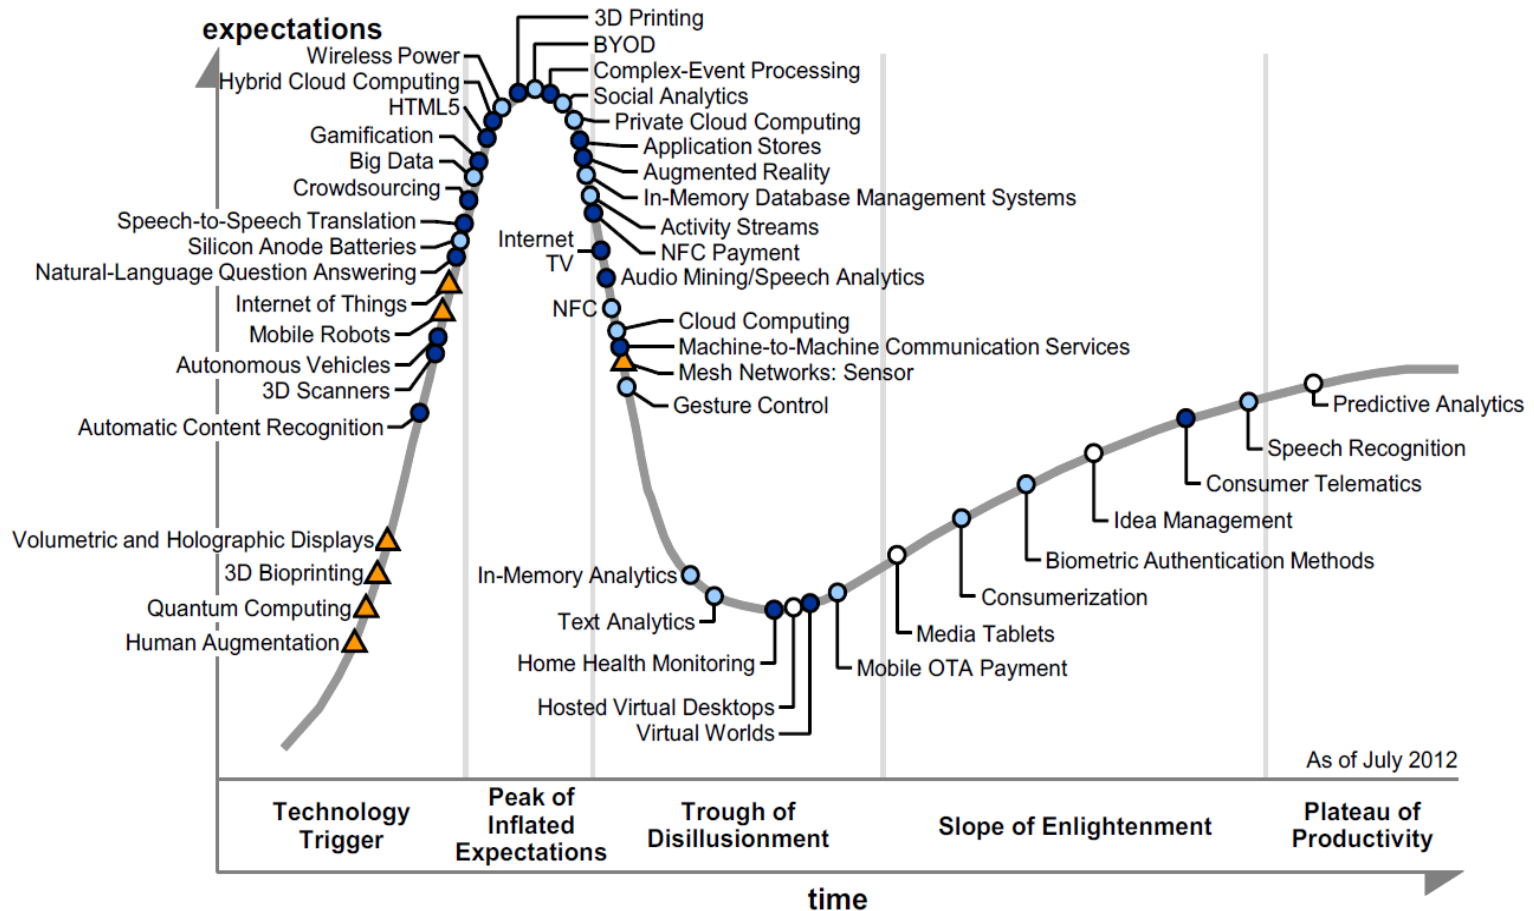 expectations
3D Printing
BYOD
Wireless Power
Complex-Event Processing
Hybrid Cloud Computing
Social Analytics
HTML5
Private Cloud Computing
Gamification
Application Stores
Big Data
Augmented Reality
Crowdsourcing
In-Memory Database Management Systems
Speech-to-Speech Translation
Activity Streams
Silicon Anode Batteries
Internet
TV
NFC Payment
Natural-Language Question Answering
Audio Mining/Speech Analytics
Internet of Things
NFC
Cloud Computing
Mobile Robots
Machine-to-Machine Communication Services
Autonomous Vehicles
Mesh Networks: Sensor
3D Scanners
Gesture Control
Predictive Analytics
Automatic Content Recognition
Speech Recognition
Consumer Telematics
Idea Management
Volumetric and Holographic Displays
Biometric Authentication Methods
3D Bioprinting
In-Memory Analytics
Consumerization
Quantum Computing
Text Analytics
Media Tablets
Human Augmentation
Home Health Monitoring
Mobile OTA Payment
Hosted Virtual Desktops
Virtual Worlds
As of July 2012
Technology
Trigger
Peak of
Inflated
Expectations
Trough of
Disillusionment
Slope of Enlightenment
Plateau of
Productivity
time